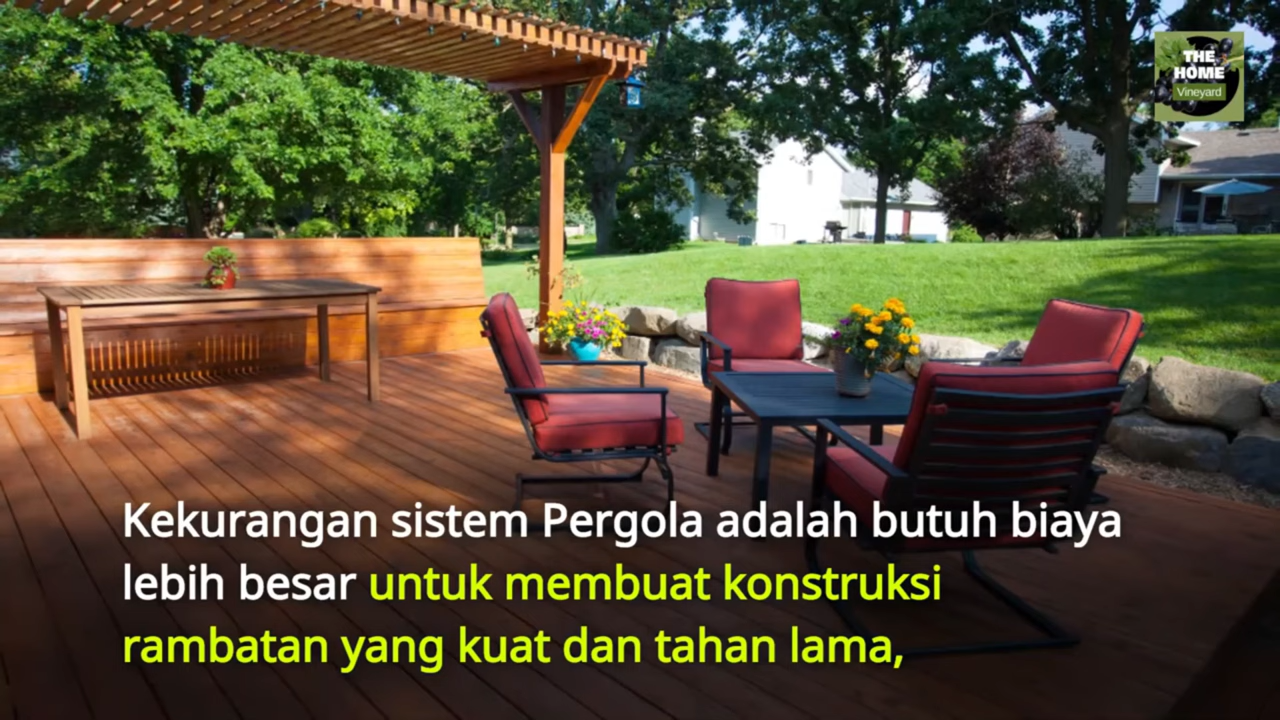 THE
HOME
Vineyard
Kekurangan sistem Pergola adalah butuh biaya
lebih besar untuk membuat konstruksi
rambatan yang kuat dan tahan lama,